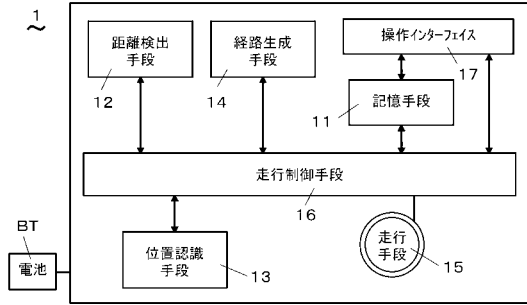 1
距離検出
手段
12
経路生成
手段
14
操作インターフェイス
17
記憶手段
11
走行制御手段
16
BT
電池
位置認識
手段
13
走行
手段
15